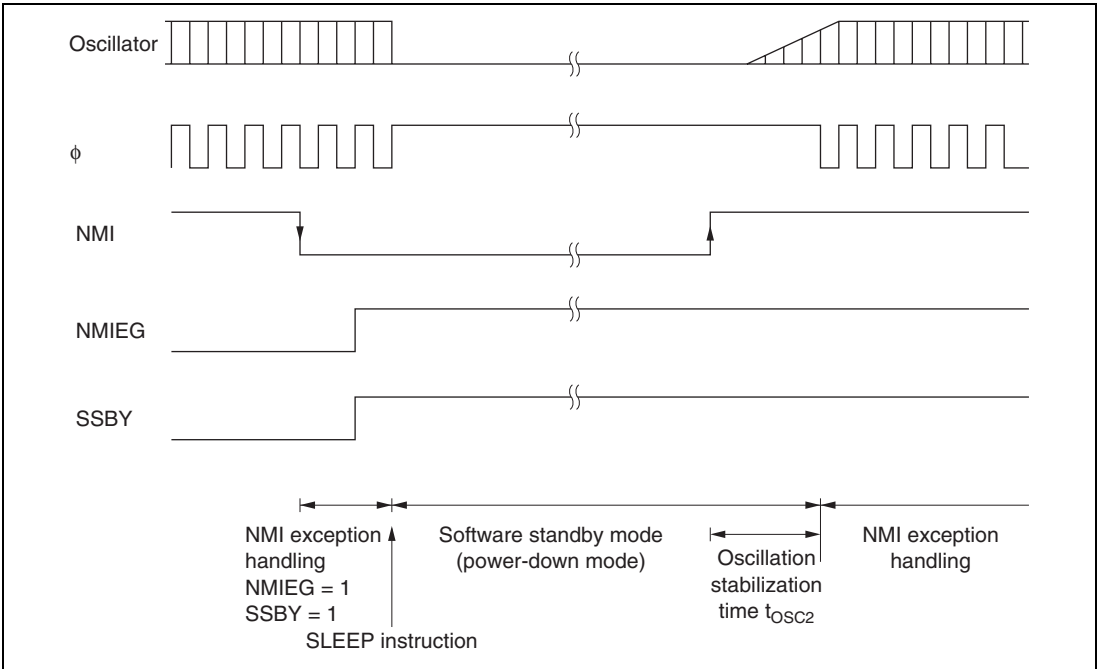 Oscillator
φ
NMI
NMIEG
SSBY
NMI exception
handling
NMIEG = 1
SSBY = 1
SLEEP instruction
Software standby mode
(power-down mode)
Oscillation
stabilization
time tOSC2
NMI exception
handling